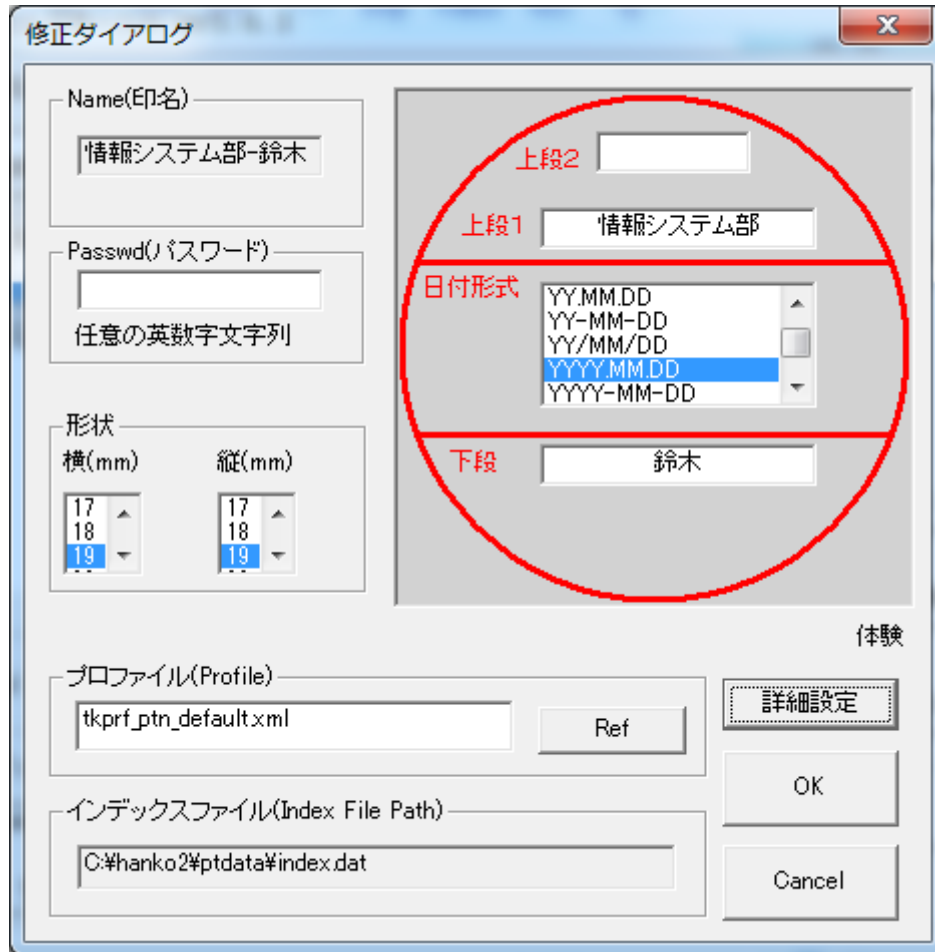 修正ダイアログ
Name(印名)
情報システム部-鈴木
Passwd(パスワード)
任意の英数字文字列
形状
横(mm) 縦(mm)
17 17
18 18
19 19
上段2
上段1 情報システム部
日付形式 YY.MM.DD
YY-MM-DD
YY/MM/DD
YYYY.MM.DD
YYYY-MM-DD
下段 鈴木
体験
プロファイル(Profile)
tkprf_ptn_default.xml Ref
詳細設定
インデックスファイル(Index File Path)
C:¥hanko2¥ptdata¥index.dat
OK
Cancel